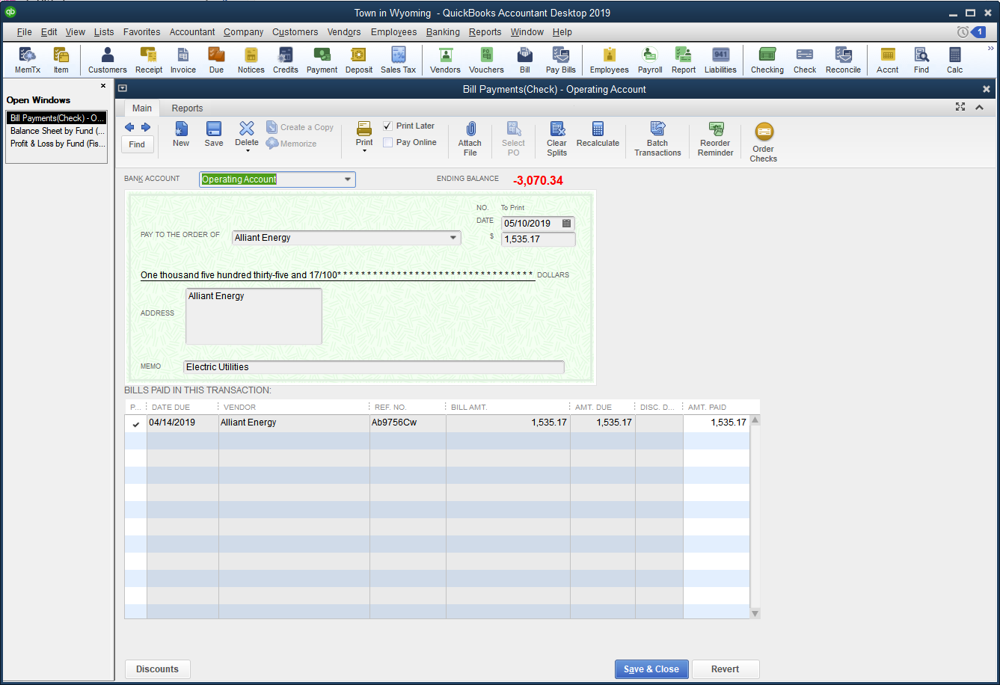 qb
Town in Wyoming - QuickBooks Accountant Desktop 2019
File Edit View Lists Favorites Accountant Company Customers Vendors Employees Banking Reports Window Help
1
MemTx Item Customers Receipt Invoice Due Notices Credits Payment Deposit Sales Tax Vendors Vouchers Bill Pay Bills Employees Payroll Report Liabilities Checking Check Reconcile Accnt Find Calc
Open Windows
Bill Payments(Check) - O...
Balance Sheet by Fund (...
Profit & Loss by Fund (Fis...
Bill Payments(Check) - Operating Account
Main Reports
Find
New
Save
Delete
Create a Copy
Memorize
Print
Print Later
Pay Online
Attach File
Select PO
Clear Splits
Recalculate
Batch Transactions
Reorder Reminder
Order Checks
BANK ACCOUNT Operating Account ENDING BALANCE -3,070.34
NO. To Print
DATE 05/10/2019
PAY TO THE ORDER OF Alliant Energy $ 1,535.17
One thousand five hundred thirty-five and 17/100* * * * * * * * * * * * * * * * * * * * * * * * * * * * * * * * * DOLLARS
Alliant Energy
ADDRESS
MEMO Electric Utilities
BILLS PAID IN THIS TRANSACTION:
P... DATE DUE VENDOR REF. NO. BILL AMT. AMT. DUE DISC. D... AMT. PAID
04/14/2019 Alliant Energy Ab9756Cw 1,535.17 1,535.17 1,535.17
Discounts Save & Close Revert